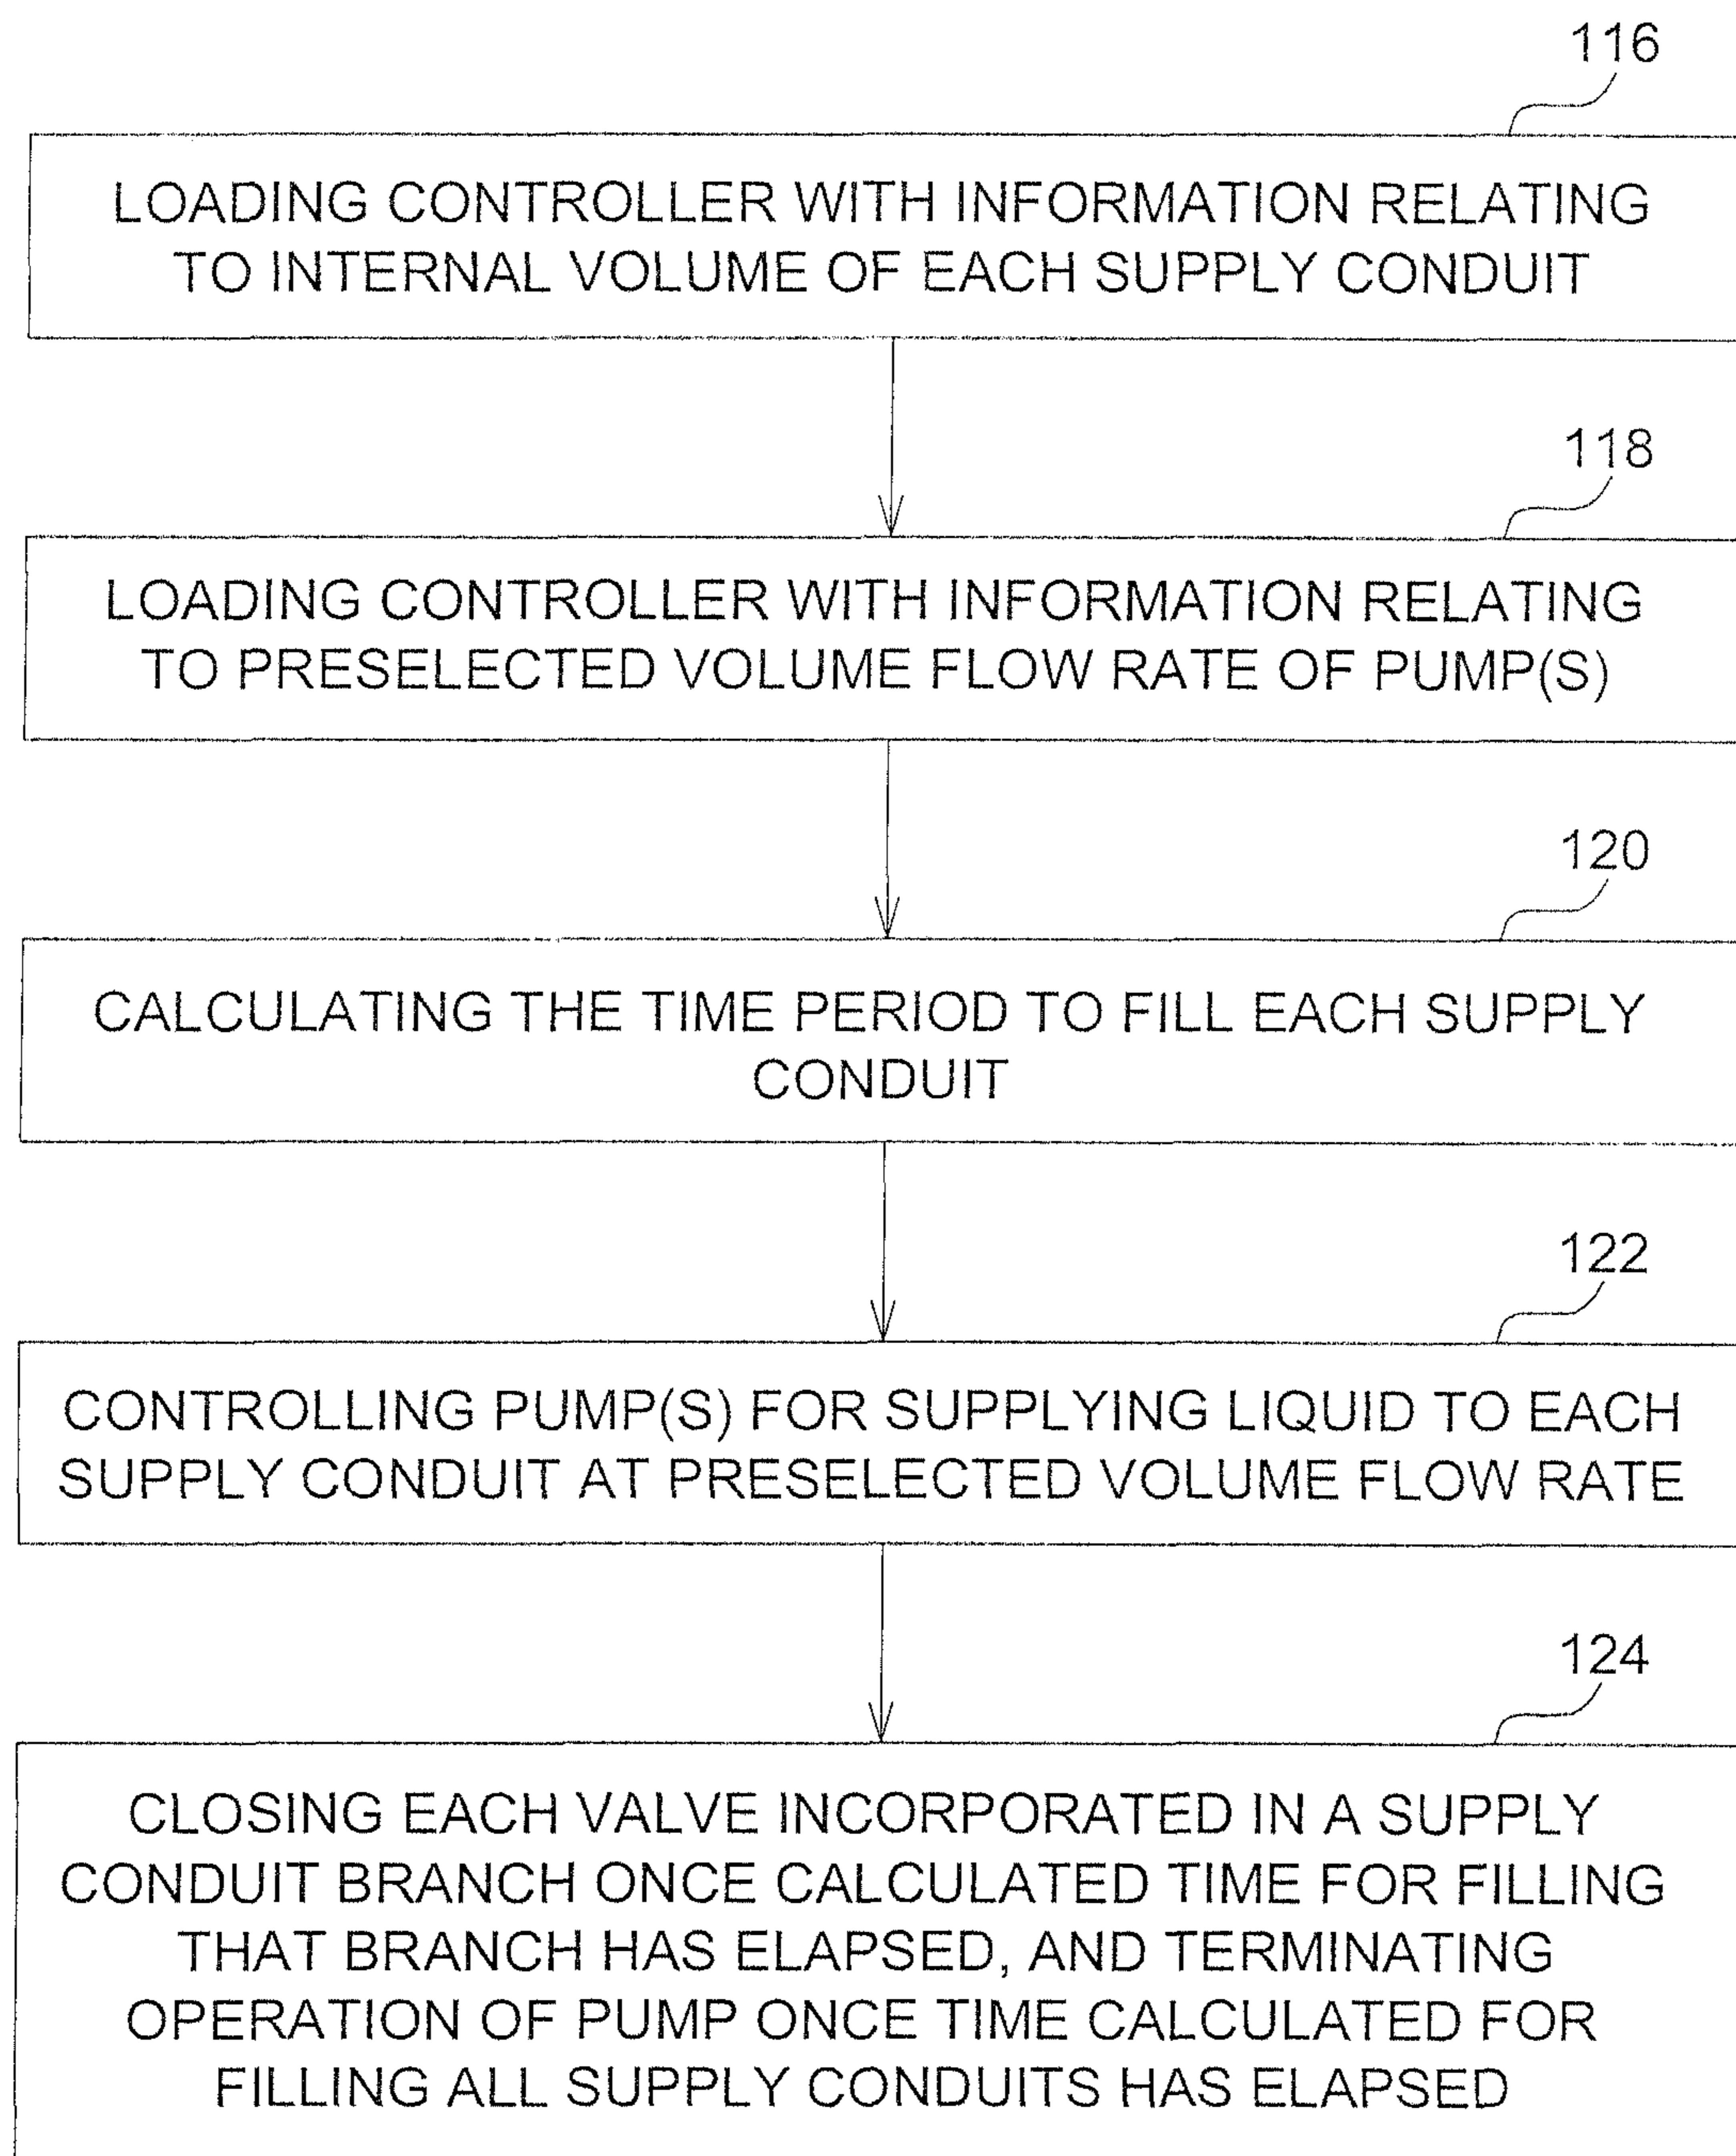 116
LOADING CONTROLLER WITH INFORMATION RELATING
TO INTERNAL VOLUME OF EACH SUPPLY CONDUIT
118
LOADING CONTROLLER WITH INFORMATION RELATING
TO PRESELECTED VOLUME FLOW RATE OF PUMP(S)
120
CALCULATING THE TIME PERIOD TO FILL EACH SUPPLY
CONDUIT
122
CONTROLLING PUMP(S) FOR SUPPLYING LIQUID TO EACH
SUPPLY CONDUIT AT PRESELECTED VOLUME FLOW RATE
124
CLOSING EACH VALVE INCORPORATED IN A SUPPLY
CONDUIT BRANCH ONCE CALCULATED TIME FOR FILLING
THAT BRANCH HAS ELAPSED, AND TERMINATING
OPERATION OF PUMP ONCE TIME CALCULATED FOR
FILLING ALL SUPPLY CONDUITS HAS ELAPSED